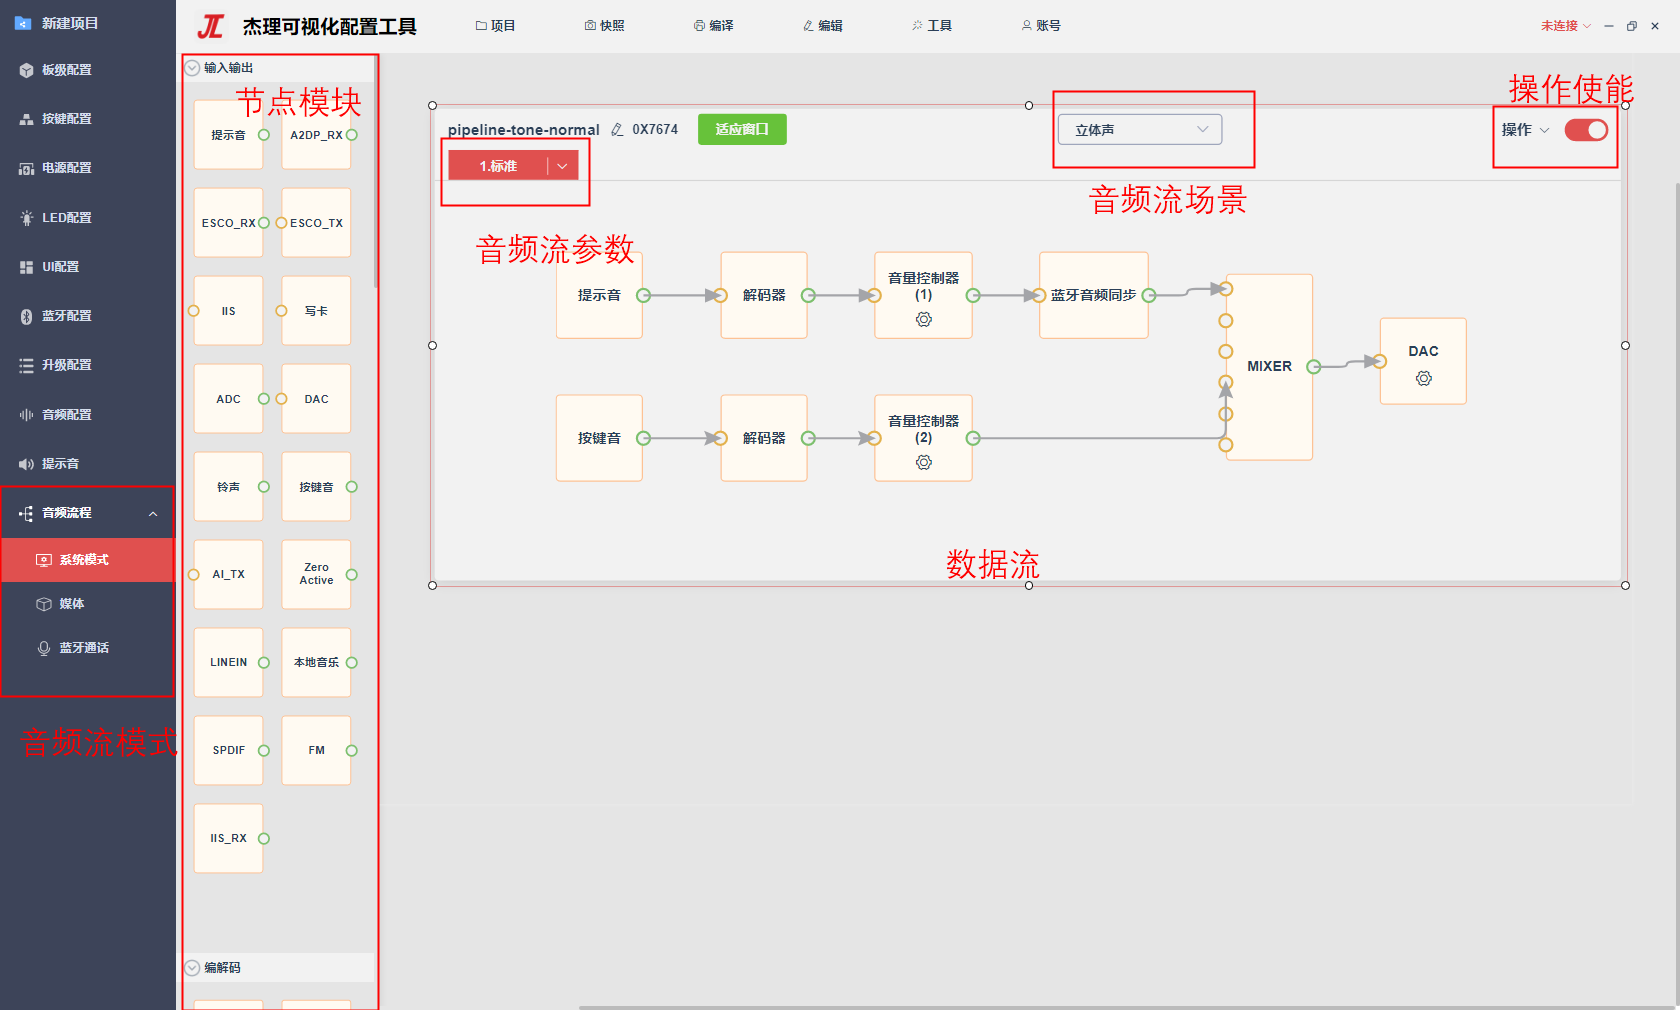 新建项目
板级配置
按键配置
电源配置
LED配置
UI配置
蓝牙配置
升级配置
音频配置
提示音
音频流程
系统模式
媒体
蓝牙通话
音频流模式
杰理可视化配置工具
项目
快照
编译
编辑
工具
账号
未连接
输入输出
节点模块
提示音
A2DP_RX
ESCO_RX
ESCO_TX
IIS
写卡
ADC
DAC
铃声
按键音
AI_TX
Zero
Active
LINEIN
本地音乐
SPDIF
FM
IIS_RX
编解码
pipeline-tone-normal
0X7674
适应窗口
立体声
操作使能
操作
1.标准
音频流场景
音频流参数
提示音
解码器
音量控制器
(1)
蓝牙音频同步
MIXER
DAC
按键音
解码器
音量控制器
(2)
数据流